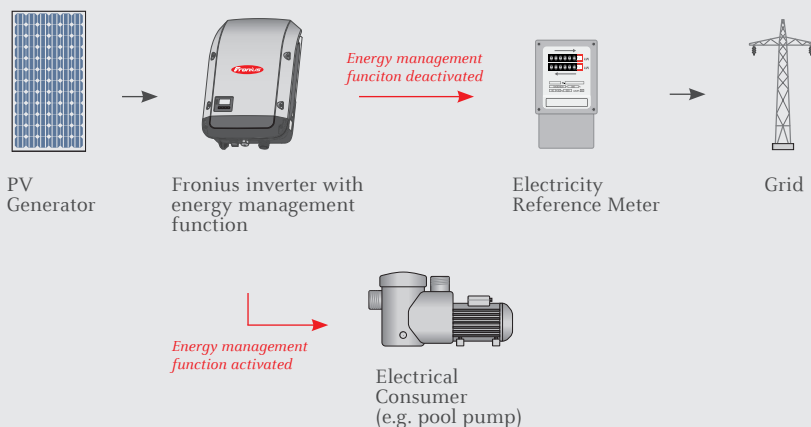 Fronius
Energy management
funciton deactivated
PV
Generator
Fronius inverter with
energy management
function
Electricity
Reference Meter
Grid
Energy management
function activated
Electrical
Consumer
(e.g. pool pump)